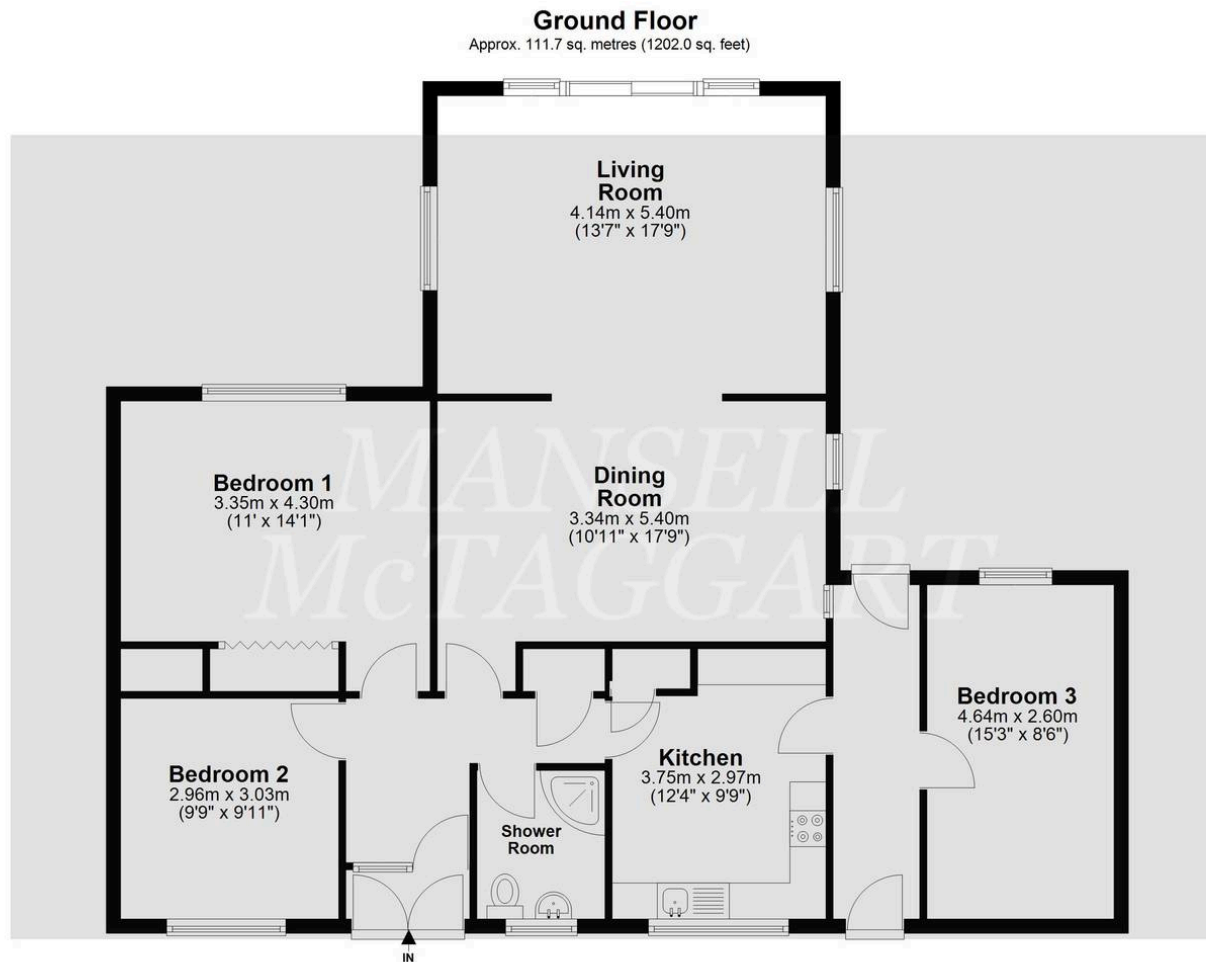 Ground Floor
Approx. 111.7 sq. metres (1202.0 sq. feet)
Living
Room
4.14m x 5.40m
(13'7" x 17'9")
Bedroom 1
3.35m x 4.30m
(11' x 14'1")
Dining
Room
3.34m x 5.40m
(10'11" x 17'9")
MANSELL
McTAGGART
Bedroom 2
2.96m x 3.03m
(9'9" x 9'11")
Shower
Room
Kitchen
3.75m x 2.97m
(12'4" x 9'9")
Bedroom 3
4.64m x 2.60m
(15'3" x 8'6")
IN